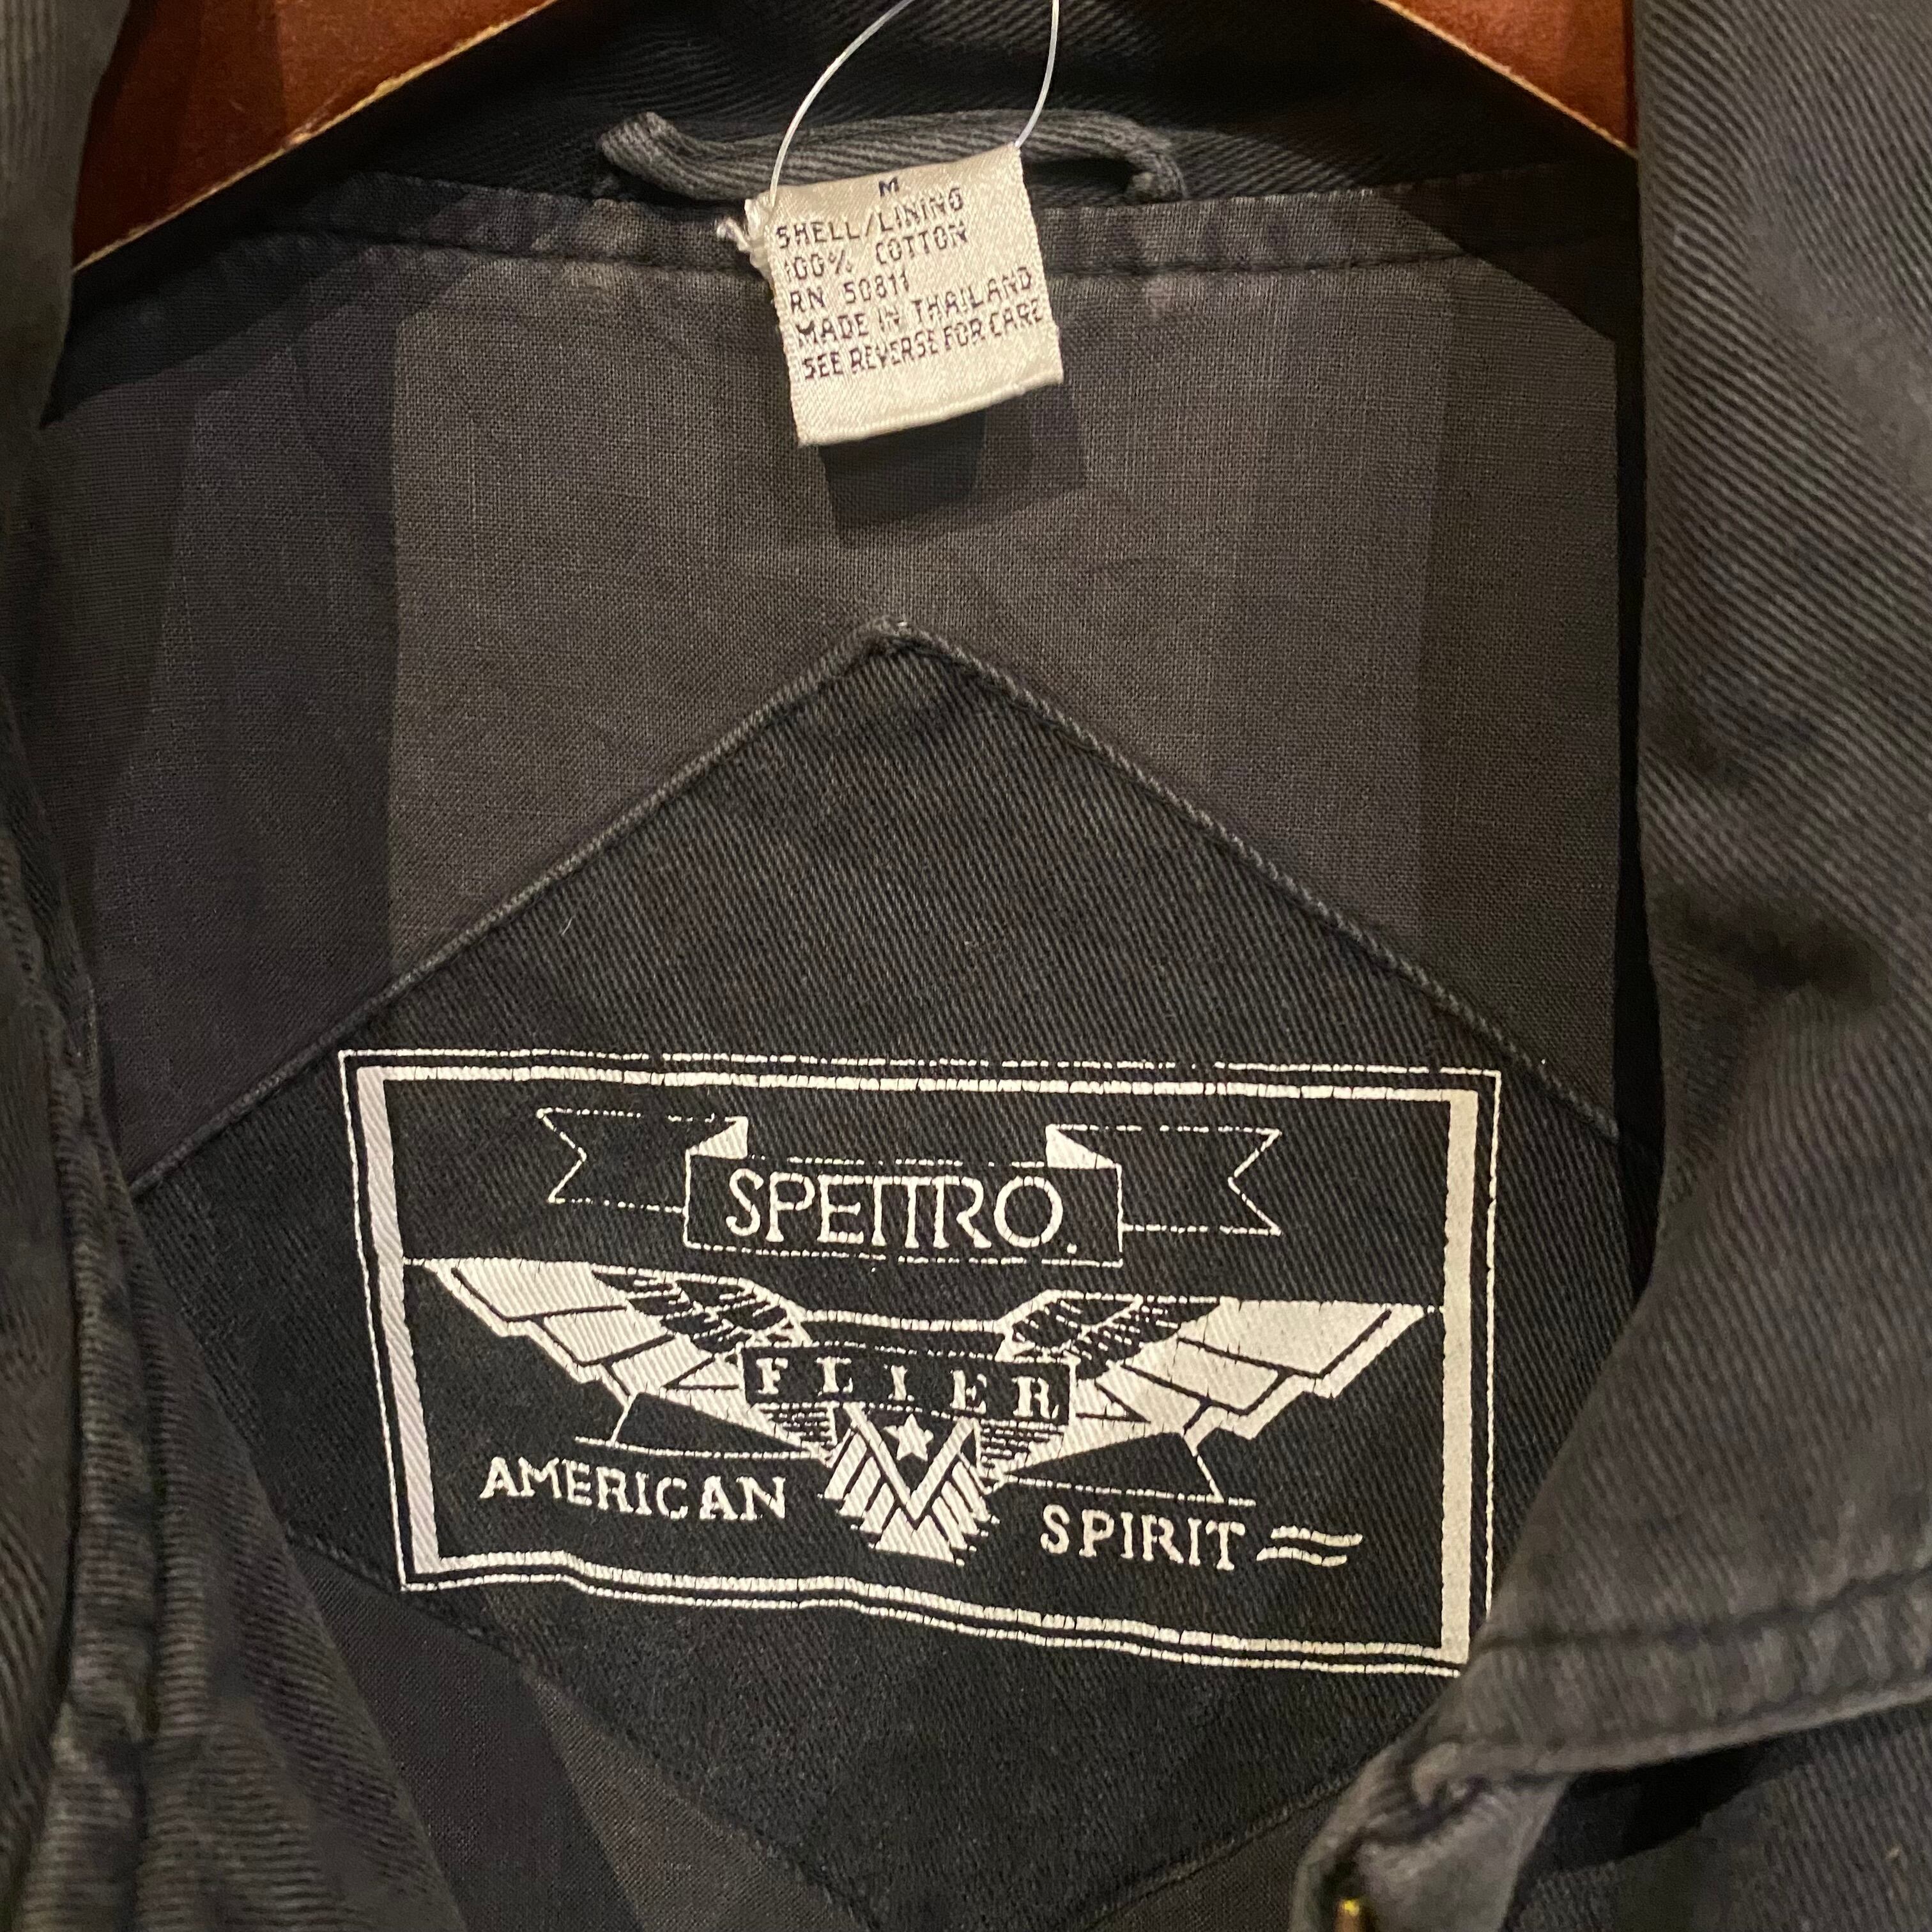 M
SHELL/LINING
100% COTTON
RN 50811
MADE IN THAILAND
SEE REVERSE FOR CARE
SPETTRO.
FLIER
AMERICAN SPIRIT